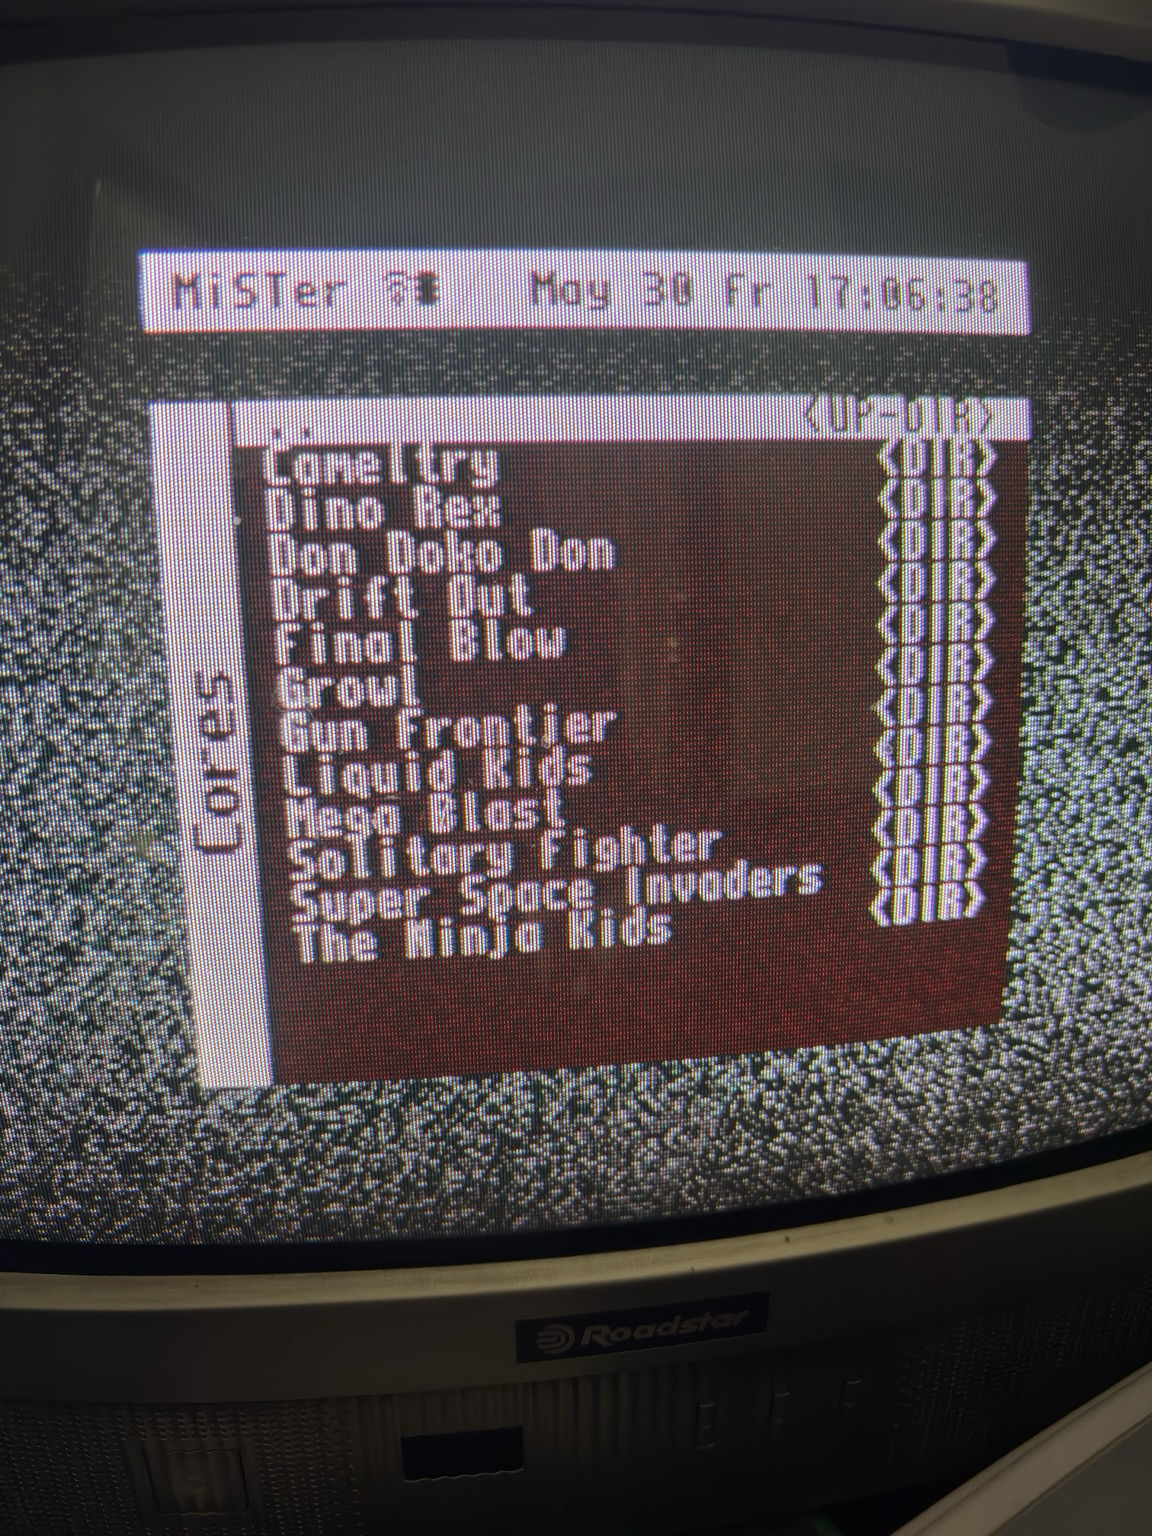 MiSTer May 30 Fr 17:06:38
.. <UP-DIR>
Cameltry <DIR>
Dino Rex <DIR>
Don Doko Don <DIR>
Drift Out <DIR>
Final Blow <DIR>
Growl <DIR>
Gun Frontier <DIR>
Liquid Kids <DIR>
Mega Blast <DIR>
Solitary Fighter <DIR>
Super Space Invaders <DIR>
The Ninja Kids <DIR>
Cores
Roadstar